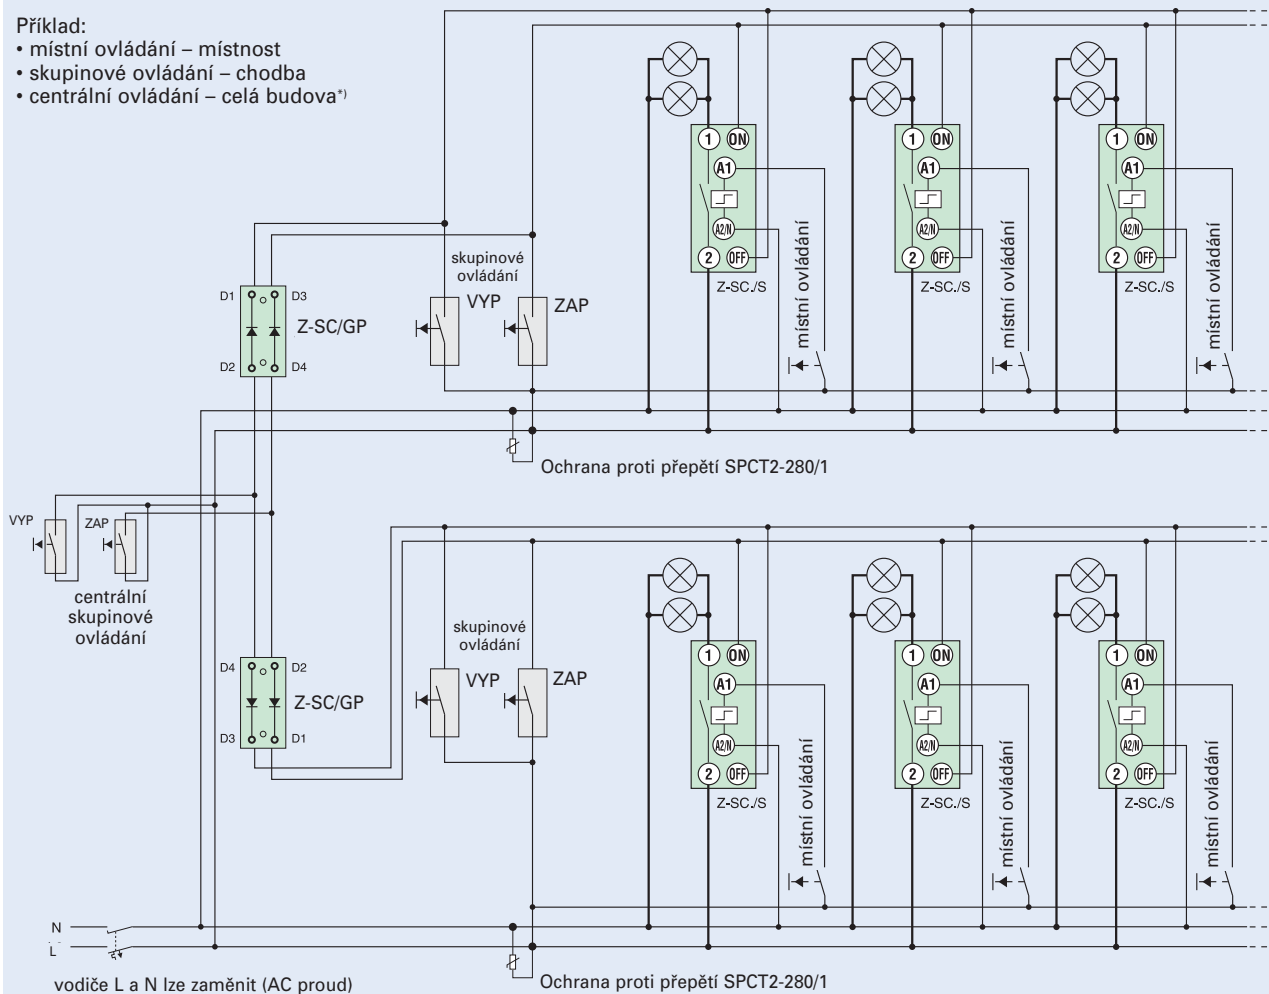 Příklad:
• místní ovládání – místnost
• skupinové ovládání – chodba
• centrální ovládání – celá budova*)
1 ON
A1
A2/N
2 OFF
Z-SC./S
místní ovládání
1 ON
A1
A2/N
2 OFF
Z-SC./S
místní ovládání
1 ON
A1
A2/N
2 OFF
Z-SC./S
místní ovládání
skupinové
ovládání
VYP
ZAP
D1 D3
Z-SC/GP
D2 D4
Ochrana proti přepětí SPCT2-280/1
VYP
ZAP
centrální
skupinové
ovládání
1 ON
A1
A2/N
2 OFF
Z-SC./S
místní ovládání
1 ON
A1
A2/N
2 OFF
Z-SC./S
místní ovládání
1 ON
A1
A2/N
2 OFF
Z-SC./S
místní ovládání
skupinové
ovládání
VYP
ZAP
D4 D2
Z-SC/GP
D3 D1
N
L
vodiče L a N lze zaměnit (AC proud)
Ochrana proti přepětí SPCT2-280/1